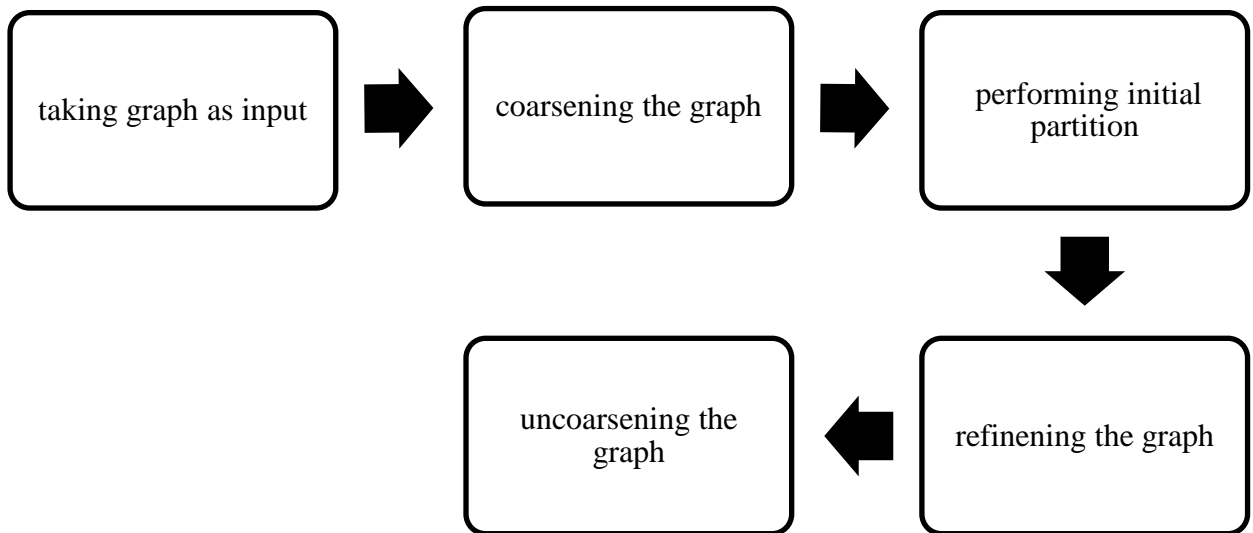 taking graph as input
coarsening the graph
performing initial
partition
refinening the graph
uncoarsening the
graph